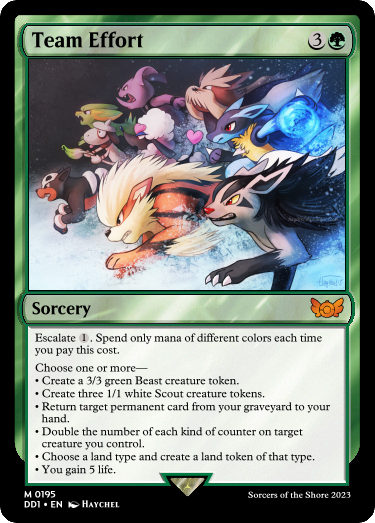 Team Effort 3
Sorcery
Escalate 1. Spend only mana of different colors each time
you pay this cost.
Choose one or more—
• Create a 3/3 green Beast creature token.
• Create three 1/1 white Scout creature tokens.
• Return target permanent card from your graveyard to your
hand.
• Double the number of each kind of counter on target
creature you control.
• Choose a land type and create a land token of that type.
• You gain 5 life.
M 0195
DD1 • EN HAYCHEL
Sorcers of the Shore 2023